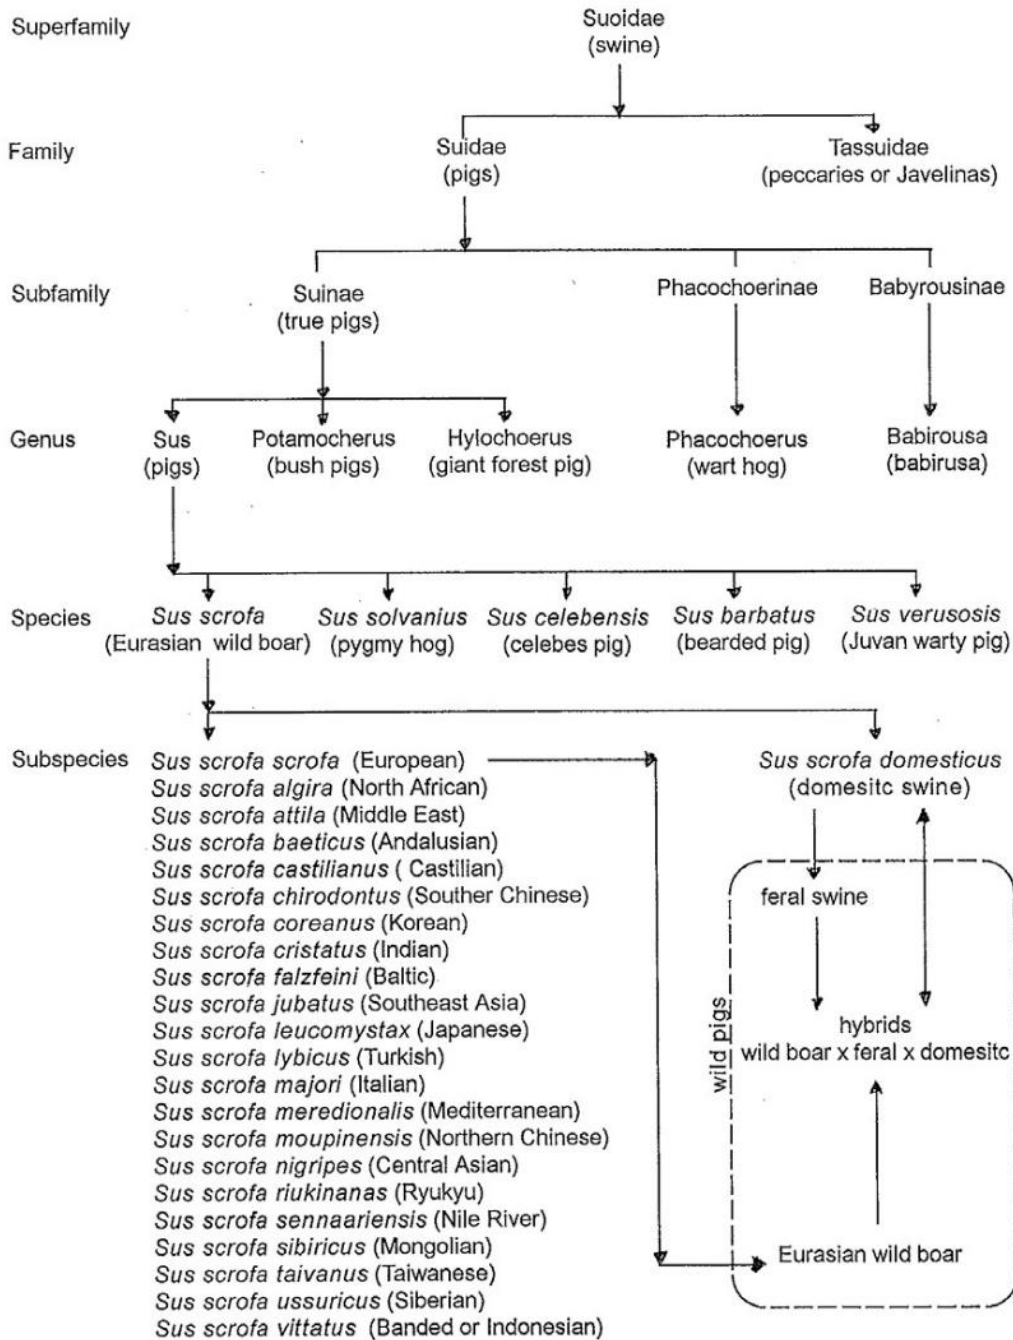 Superfamily
Suoidae
(swine)
Family
Suidae
(pigs)
Tassuidae
(peccaries or Javelinas)
Subfamily
Suinae
(true pigs)
Phacochoerinae
Babyrousinae
Genus
Sus
(pigs)
Potamocherus
(bush pigs)
Hylochoerus
(giant forest pig)
Phacochoerus
(wart hog)
Babirousa
(babirusa)
Species
Sus scrofa
(Eurasian wild boar)
Sus solvanius
(pygmy hog)
Sus celebensis
(celebes pig)
Sus barbatus
(bearded pig)
Sus verusosis
(Juvan warty pig)
Subspecies
Sus scrofa scrofa (European)
Sus scrofa algira (North African)
Sus scrofa attila (Middle East)
Sus scrofa baeticus (Andalusian)
Sus scrofa castilianus ( Castilian)
Sus scrofa chirodontus (Souther Chinese)
Sus scrofa coreanus (Korean)
Sus scrofa cristatus (Indian)
Sus scrofa falzfeini (Baltic)
Sus scrofa jubatus (Southeast Asia)
Sus scrofa leucomystax (Japanese)
Sus scrofa lybicus (Turkish)
Sus scrofa majori (Italian)
Sus scrofa meredionalis (Mediterranean)
Sus scrofa moupinensis (Northern Chinese)
Sus scrofa nigripes (Central Asian)
Sus scrofa riukinanas (Ryukyu)
Sus scrofa sennaariensis (Nile River)
Sus scrofa sibiricus (Mongolian)
Sus scrofa taivanus (Taiwanese)
Sus scrofa ussuricus (Siberian)
Sus scrofa vittatus (Banded or Indonesian)
Sus scrofa domesticus
(domesitc swine)
feral swine
wild pigs
hybrids
wild boar x feral x domesitc
Eurasian wild boar